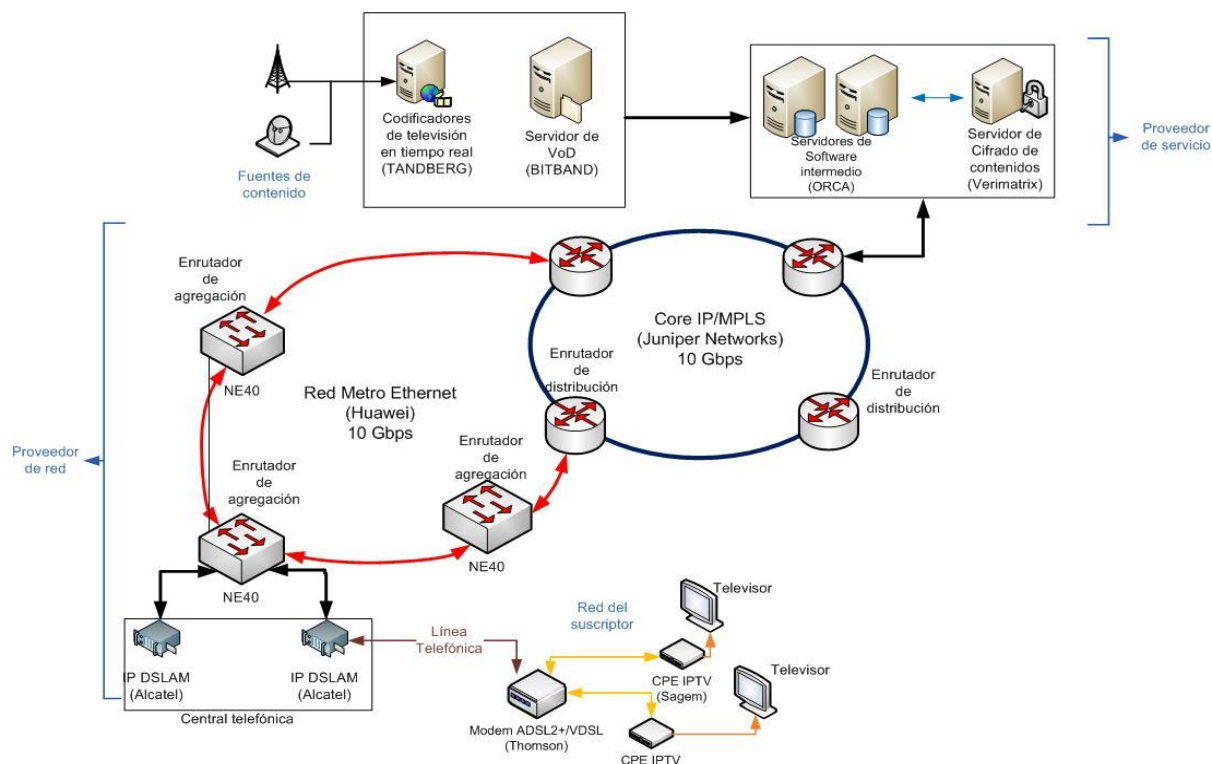 Codificadores
de televisión
en tiempo real
(TANDBERG)
Servidor de
VoD
(BITBAND)
Fuentes de
contenido
Servidores de
Software
intermedio
(ORCA)
Servidor de
Cifrado de
contenidos
(Verimatrix)
Proveedor
de servicio
Enrutador
de
agregación
NE40
Core IP/MPLS
(Juniper Networks)
10 Gbps
Enrutador
de
distribución
Enrutador
de
distribución
Red Metro Ethernet
(Huawei)
10 Gbps
Proveedor
de red
Enrutador
de
agregación
NE40
Enrutador
de
agregación
NE40
IP DSLAM
(Alcatel)
IP DSLAM
(Alcatel)
Central telefónica
Línea
Telefónica
Red del
suscriptor
Televisor
Televisor
CPE IPTV
(Sagem)
Modem ADSL2+/VDSL
(Thomson)
CPE IPTV